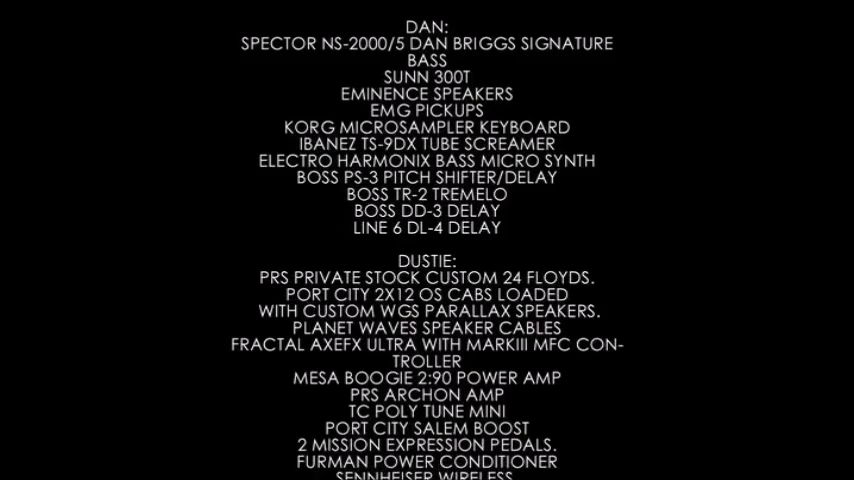 DAN:
SPECTOR NS-2000/5 DAN BRIGGS SIGNATURE
BASS
SUNN 300T
EMINENCE SPEAKERS
EMG PICKUPS
KORG MICROSAMPLER KEYBOARD
IBANEZ TS-9DX TUBE SCREAMER
ELECTRO HARMONIX BASS MICRO SYNTH
BOSS PS-3 PITCH SHIFTER/DELAY
BOSS TR-2 TREMELO
BOSS DD-3 DELAY
LINE 6 DL-4 DELAY
DUSTIE:
PRS PRIVATE STOCK CUSTOM 24 FLOYDS.
PORT CITY 2X12 OS CABS LOADED
WITH CUSTOM WGS PARALLAX SPEAKERS.
PLANET WAVES SPEAKER CABLES
FRACTAL AXEFX ULTRA WITH MARKIII MFC CON-
TROLLER
MESA BOOGIE 2:90 POWER AMP
PRS ARCHON AMP
TC POLY TUNE MINI
PORT CITY SALEM BOOST
2 MISSION EXPRESSION PEDALS.
FURMAN POWER CONDITIONER
SENNHEISER WIRELESS